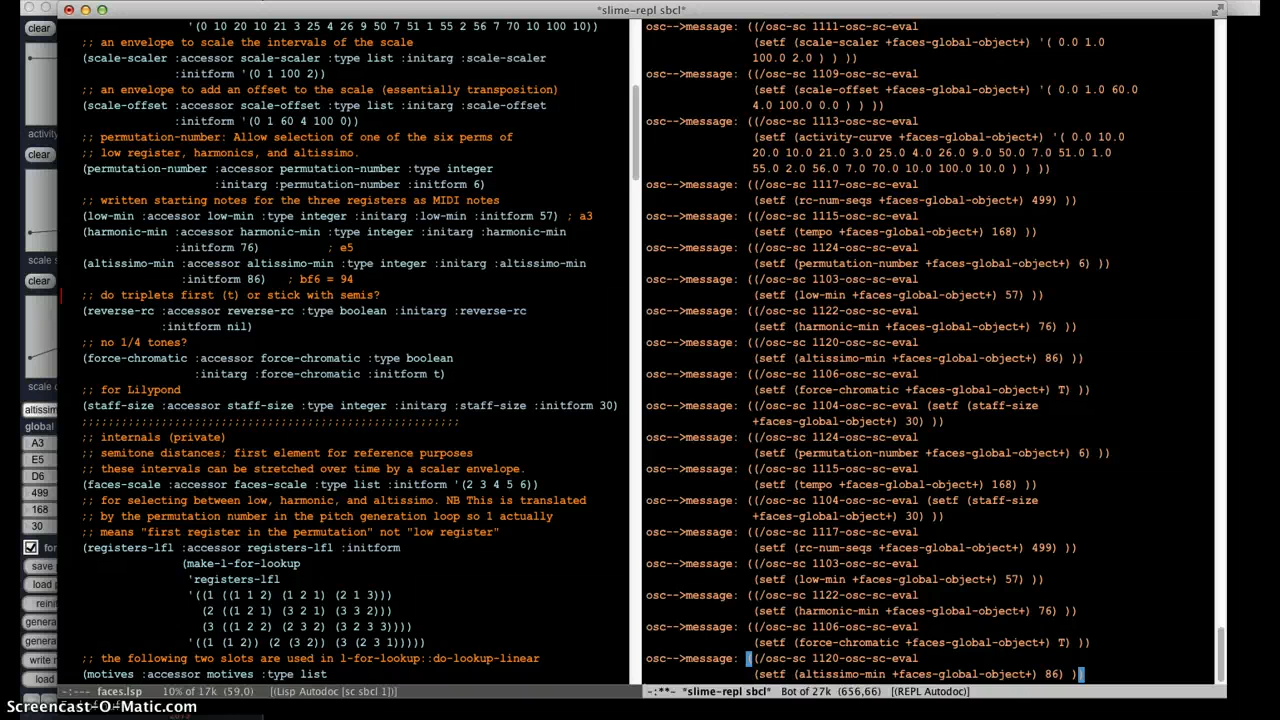 *slime-repl sbcl*
clear
activity
clear
scale s
clear
scale o
altissim
global
A3
E5
D6
499
168
30
for
save p
load p
reini
genera
genera
write n
load
'(0 10 20 10 21 3 25 4 26 9 50 7 51 1 55 2 56 7 70 10 100 10))
;; an envelope to scale the intervals of the scale
(scale-scaler :accessor scale-scaler :type list :initarg :scale-scaler
:initform '(0 1 100 2))
;; an envelope to add an offset to the scale (essentially transposition)
(scale-offset :accessor scale-offset :type list :initarg :scale-offset
:initform '(0 1 60 4 100 0))
;; permutation-number: Allow selection of one of the six perms of
;; low register, harmonics, and altissimo.
(permutation-number :accessor permutation-number :type integer
:initarg :permutation-number :initform 6)
;; written starting notes for the three registers as MIDI notes
(low-min :accessor low-min :type integer :initarg :low-min :initform 57) ; a3
(harmonic-min :accessor harmonic-min :type integer :initarg :harmonic-min
:initform 76) ; e5
(altissimo-min :accessor altissimo-min :type integer :initarg :altissimo-min
:initform 86) ; bf6 = 94
;; do triplets first (t) or stick with semis?
(reverse-rc :accessor reverse-rc :type boolean :initarg :reverse-rc
:initform nil)
;; no 1/4 tones?
(force-chromatic :accessor force-chromatic :type boolean
:initarg :force-chromatic :initform t)
;; for Lilypond
(staff-size :accessor staff-size :type integer :initarg :staff-size :initform 30)
;;;;;;;;;;;;;;;;;;;;;;;;;;;;;;;;;;;;;;;;;;;;;;;;;;;;;;;;;
;; internals (private)
;; semitone distances; first element for reference purposes
;; these intervals can be stretched over time by a scaler envelope.
(faces-scale :accessor faces-scale :type list :initform '(2 3 4 5 6))
;; for selecting between low, harmonic, and altissimo. NB This is translated
;; by the permutation number in the pitch generation loop so 1 actually
;; means "first register in the permutation" not "low register"
(registers-lfl :accessor registers-lfl :initform
(make-l-for-lookup
'registers-lfl
'((1 ((1 1 2) (1 2 1) (2 1 3)))
(2 ((1 2 1) (3 2 1) (3 3 2)))
(3 ((1 2 2) (2 3 2) (3 2 3))))
'((1 (1 2)) (2 (3 2)) (3 (2 3 1)))))
;; the following two slots are used in l-for-lookup::do-lookup-linear
(motives :accessor motives :type list
-:--- faces.lsp 10% of 17k (59,0) [(Lisp Autodoc [sc sbcl 1])]
osc-->message: ((/osc-sc 1111-osc-sc-eval
(setf (scale-scaler +faces-global-object+) '( 0.0 1.0
100.0 2.0 ) ) ))
osc-->message: ((/osc-sc 1109-osc-sc-eval
(setf (scale-offset +faces-global-object+) '( 0.0 1.0 60.0
4.0 100.0 0.0 ) ) ))
osc-->message: ((/osc-sc 1113-osc-sc-eval
(setf (activity-curve +faces-global-object+) '( 0.0 10.0
20.0 10.0 21.0 3.0 25.0 4.0 26.0 9.0 50.0 7.0 51.0 1.0
55.0 2.0 56.0 7.0 70.0 10.0 100.0 10.0 ) ) ))
osc-->message: ((/osc-sc 1117-osc-sc-eval
(setf (rc-num-seqs +faces-global-object+) 499) ))
osc-->message: ((/osc-sc 1115-osc-sc-eval
(setf (tempo +faces-global-object+) 168) ))
osc-->message: ((/osc-sc 1124-osc-sc-eval
(setf (permutation-number +faces-global-object+) 6) ))
osc-->message: ((/osc-sc 1103-osc-sc-eval
(setf (low-min +faces-global-object+) 57) ))
osc-->message: ((/osc-sc 1122-osc-sc-eval
(setf (harmonic-min +faces-global-object+) 76) ))
osc-->message: ((/osc-sc 1120-osc-sc-eval
(setf (altissimo-min +faces-global-object+) 86) ))
osc-->message: ((/osc-sc 1106-osc-sc-eval
(setf (force-chromatic +faces-global-object+) T) ))
osc-->message: ((/osc-sc 1104-osc-sc-eval (setf (staff-size
+faces-global-object+) 30) ))
osc-->message: ((/osc-sc 1124-osc-sc-eval
(setf (permutation-number +faces-global-object+) 6) ))
osc-->message: ((/osc-sc 1115-osc-sc-eval
(setf (tempo +faces-global-object+) 168) ))
osc-->message: ((/osc-sc 1104-osc-sc-eval (setf (staff-size
+faces-global-object+) 30) ))
osc-->message: ((/osc-sc 1117-osc-sc-eval
(setf (rc-num-seqs +faces-global-object+) 499) ))
osc-->message: ((/osc-sc 1103-osc-sc-eval
(setf (low-min +faces-global-object+) 57) ))
osc-->message: ((/osc-sc 1122-osc-sc-eval
(setf (harmonic-min +faces-global-object+) 76) ))
osc-->message: ((/osc-sc 1106-osc-sc-eval
(setf (force-chromatic +faces-global-object+) T) ))
osc-->message: ((/osc-sc 1120-osc-sc-eval
(setf (altissimo-min +faces-global-object+) 86) ))
-:**- *slime-repl sbcl* Bot of 27k (656,66) [(REPL Autodoc)]
Screencast-O-Matic.com